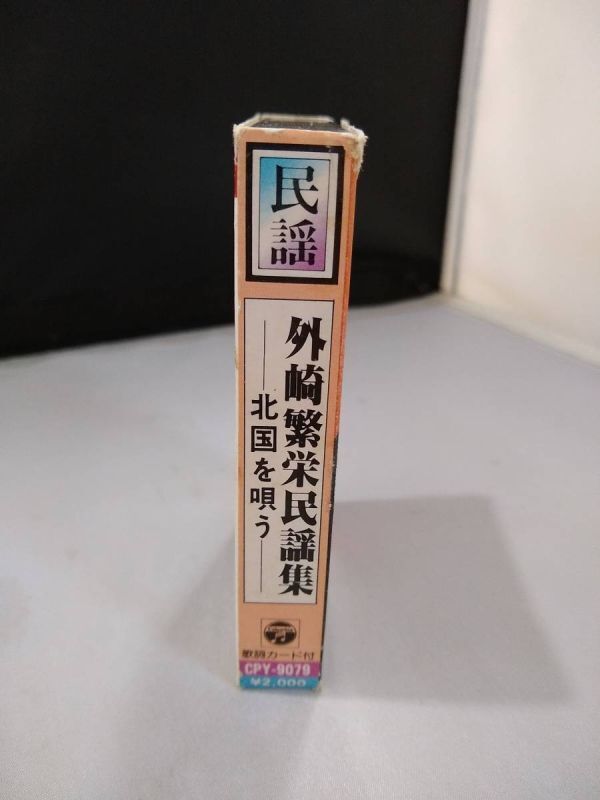 民謡
外崎繁栄民謡集
―北国を唄う―
歌詞カード付
CPY-9079
¥2,000